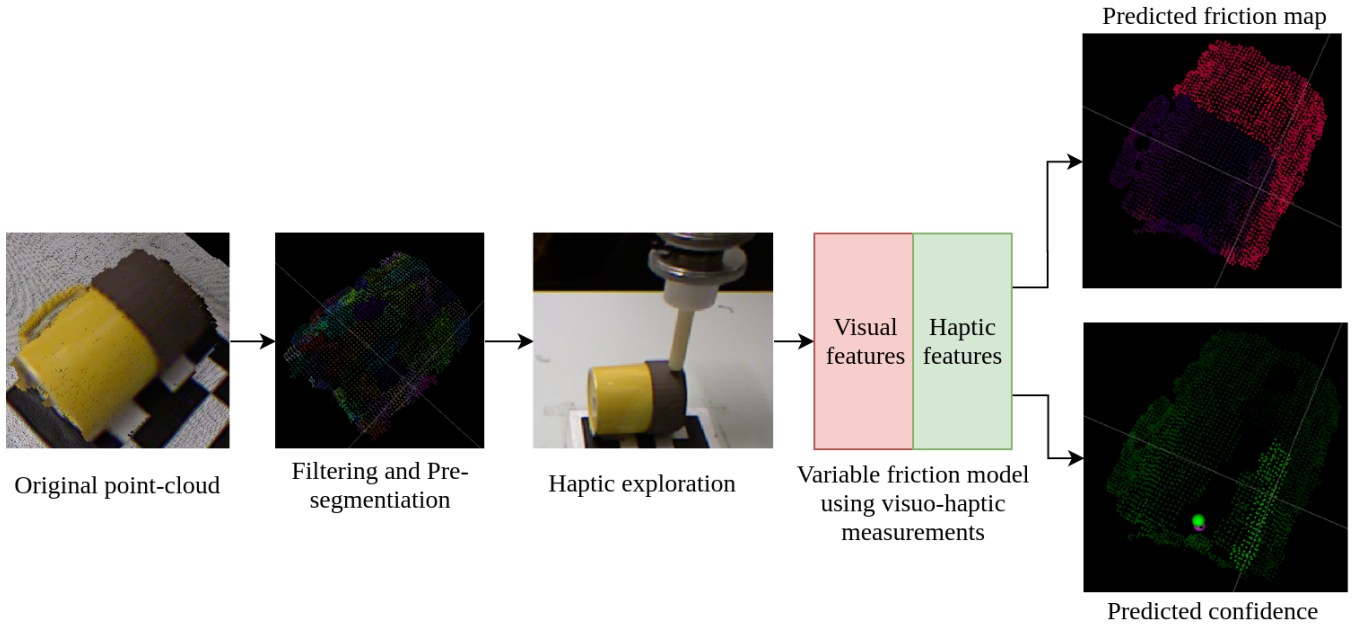 Predicted friction map
Visual
features
Haptic
features
Original point-cloud
Filtering and Pre-
segmentiation
Haptic exploration
Variable friction model
using visuo-haptic
measurements
Predicted confidence